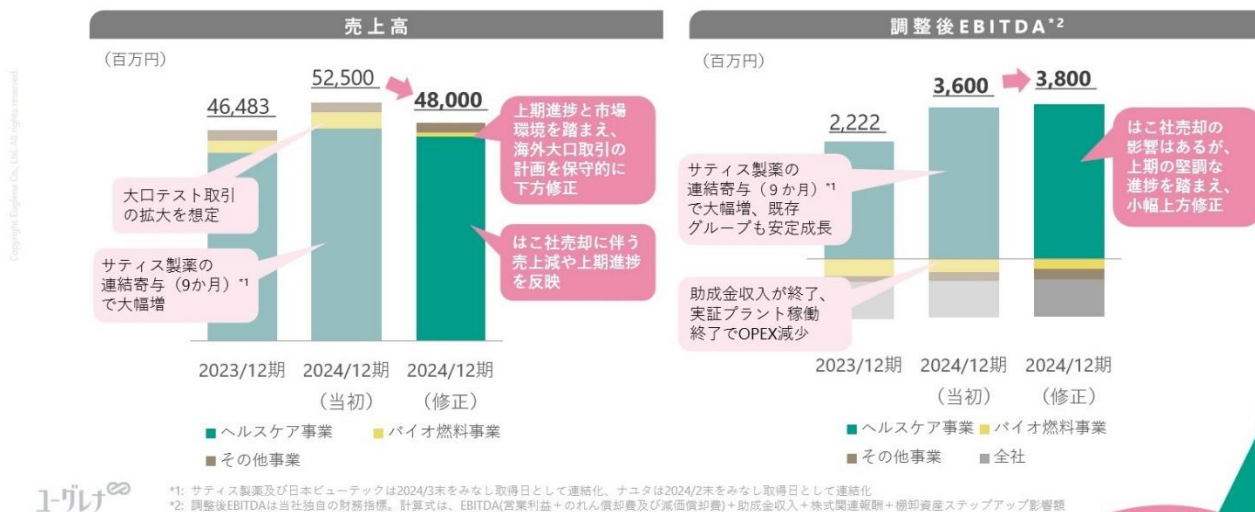 売上高
（百万円）
46,483
52,500
48,000
上期進捗と市場
環境を踏まえ、
海外大口取引の
計画を保守的に
下方修正
大口テスト取引
の拡大を想定
はこ社売却に伴う
売上減や上期進捗
を反映
サティス製薬の
連結寄与（9か月）*1
で大幅増
2023/12期
2024/12期
（当初）
2024/12期
（修正）
ヘルスケア事業
バイオ燃料事業
その他事業
調整後EBITDA*2
（百万円）
2,222
3,600
3,800
はこ社売却の
影響はあるが、
上期の堅調な
進捗を踏まえ、
小幅上方修正
サティス製薬の
連結寄与（９か月）*1
で大幅増、既存
グループも安定成長
助成金収入が終了、
実証プラント稼働
終了でOPEX減少
2023/12期
2024/12期
（当初）
2024/12期
（修正）
ヘルスケア事業
バイオ燃料事業
その他事業
全社
ユーグレナ
*1: サティス製薬及び日本ビューテックは2024/3末をみなし取得日として連結化、ナユタは2024/2末をみなし取得日として連結化
*2: 調整後EBITDAは当社独自の財務指標。計算式は、EBITDA(営業利益＋のれん償却費及び減価償却費)＋助成金収入＋株式関連報酬＋棚卸資産ステップアップ影響額
Copyright Euglena Co., Ltd. All rights reserved.